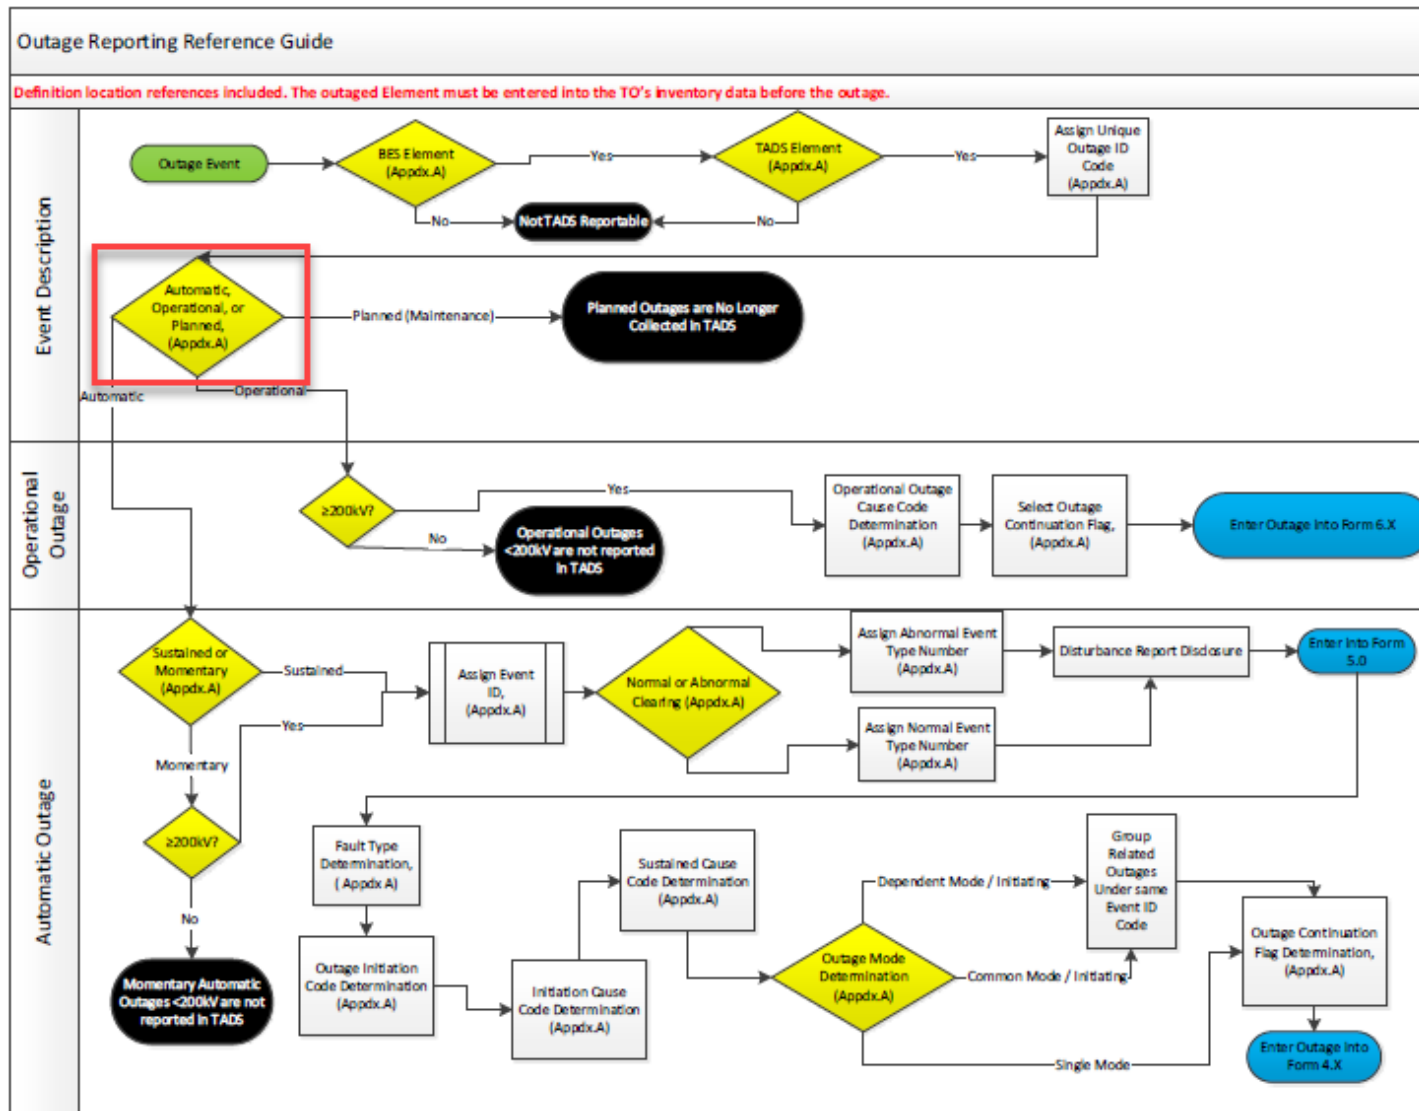 Outage Reporting Reference Guide
Definition location references included. The outaged Element must be entered into the TO's inventory data before the outage.
Event Description
Outage Event
BES Element
(Appdx.A)
Yes
TADS Element
(Appdx.A)
Yes
Assign Unique
Outage ID
Code
(Appdx.A)
No
Not TADS Reportable
No
Automatic,
Operational, or
Planned,
(Appdx.A)
Planned (Maintenance)
Planned Outages are No Longer
Collected in TADS
Automatic
Operational
Operational
Outage
≥200kV?
Yes
No
Operational Outages
<200kV are not reported
in TADS
Operational Outage
Cause Code
Determination
(Appdx.A)
Select Outage
Continuation Flag,
(Appdx.A)
Enter Outage into Form 6.X
Automatic Outage
Sustained or
Momentary
(Appdx.A)
Sustained
Yes
Momentary
≥200kV?
No
Momentary Automatic
Outages <200kV are not
reported in TADS
Assign Event
ID,
(Appdx.A)
Normal or Abnormal
Clearing (Appdx.A)
Assign Abnormal Event
Type Number
(Appdx.A)
Assign Normal Event
Type Number
(Appdx.A)
Disturbance Report Disclosure
Enter into Form
5.0
Fault Type
Determination,
( Appdx A)
Outage Initiation
Code Determination
(Appdx.A)
Initiation Cause
Code Determination
(Appdx.A)
Sustained Cause
Code Determination
(Appdx.A)
Outage Mode
Determination
(Appdx.A)
Dependent Mode / Initiating
Common Mode / Initiating
Single Mode
Group
Related
Outages
Under same
Event ID
Code
Outage Continuation
Flag Determination,
(Appdx.A)
Enter Outage into
Form 4.X